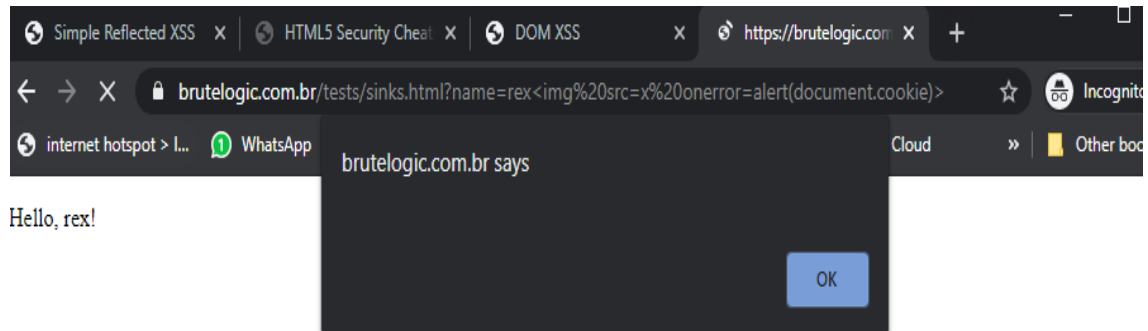 Simple Reflected XSS HTML5 Security Cheat DOM XSS https://brutelogic.com
brutelogic.com.br/tests/sinks.html?name=rex<img%20src=x%20onerror=alert(document.cookie)> Incognito
internet hotspot > I... WhatsApp Cloud » Other boo
brutelogic.com.br says
Hello, rex!
OK